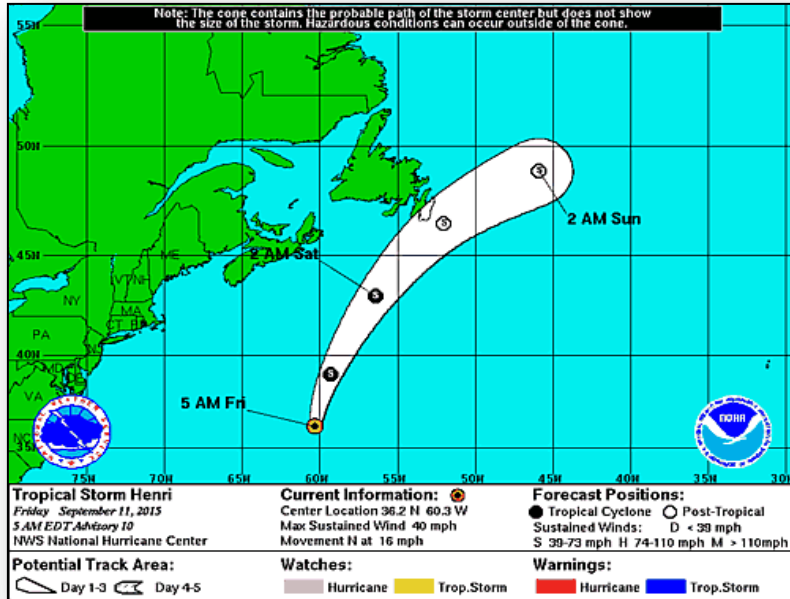 Note: The cone contains the probable path of the storm center but does not show
the size of the storm. Hazardous conditions can occur outside of the cone.
55N
50N
2 AM Sun
45N
ME
2 AM Sat
VT NH
NY
MA
CT
PA
40N
MD
VA
5 AM Fri
NOAA
NC
35N
75W 70W 65W 60W 55W 50W 45W 40W 35W 30W
Tropical Storm Henri
Friday September 11, 2015
5 AM EDT Advisory 10
NWS National Hurricane Center
Current Information:
Center Location 36.2 N 60.3 W
Max Sustained Wind 40 mph
Movement N at 16 mph
Forecast Positions:
Tropical Cyclone Post-Tropical
Sustained Winds: D < 39 mph
S 39-73 mph H 74-110 mph M > 110mph
Potential Track Area:
Day 1-3 Day 4-5
Watches:
Hurricane Trop.Storm
Warnings:
Hurricane Trop.Storm